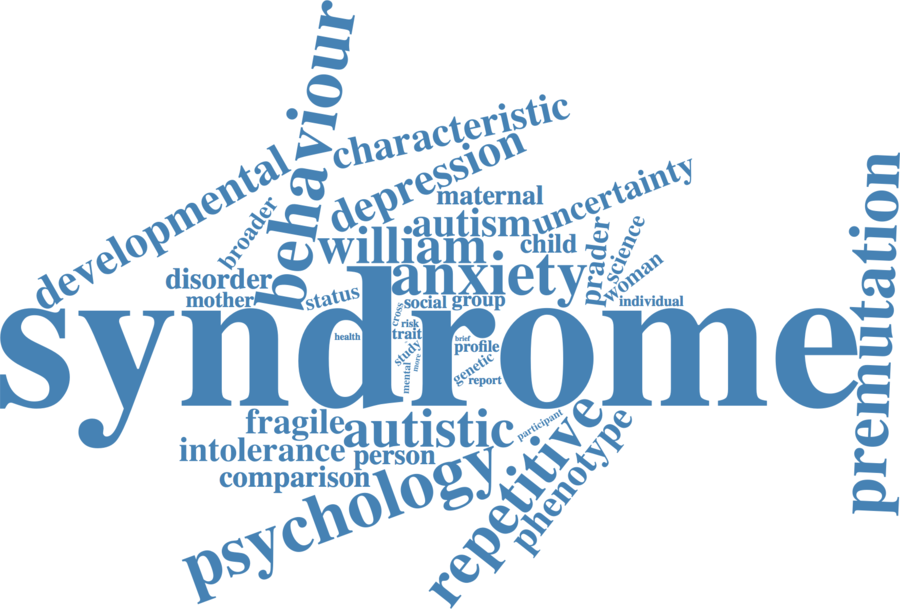 behaviour
characteristic
developmental
depression
maternal
uncertainty
premutation
broader
autism
william
child
prader
science
woman
disorder
anxiety
mother
status
social
group
individual
cross
risk
health
trait
brief
profile
study
more
mental
genetic
report
syndrome
fragile
autistic
participant
intolerance
person
repetitive
phenotype
comparison
psychology